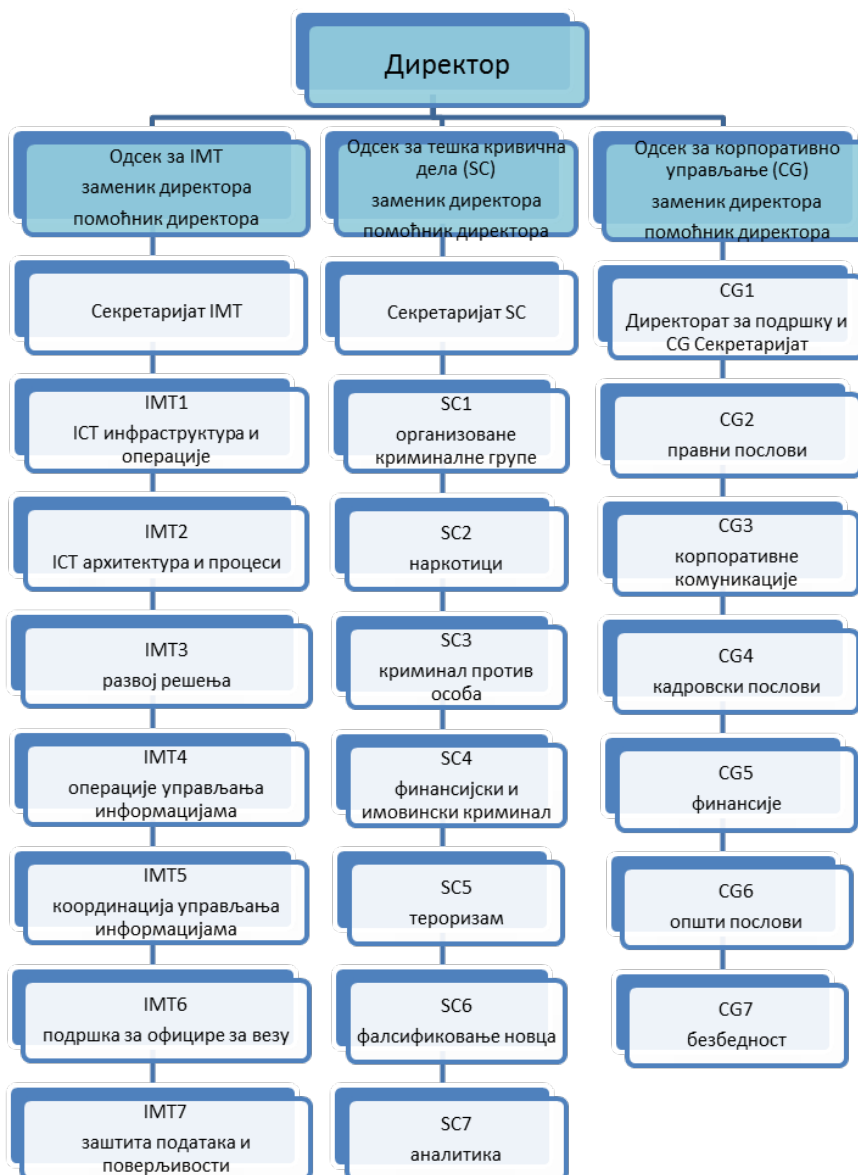 Директор
Одсек за IMT
заменик директора
помоћник директора
Секретаријат IMT
IMT1
ICT инфраструктура и
операције
IMT2
ICT архитектура и процеси
IMT3
развој решења
IMT4
операције управљања
информацијама
IMT5
координација управљања
информацијама
IMT6
подршка за официре за везу
IMT7
заштита података и
поверљивости
Одсек за тешка кривична
дела (SC)
заменик директора
помоћник директора
Секретаријат SC
SC1
организоване
криминалне групе
SC2
наркотици
SC3
криминал против
особа
SC4
финансијски и
имовински криминал
SC5
тероризам
SC6
фалсификовање новца
SC7
аналитика
Одсек за корпоративно
управљање (CG)
заменик директора
помоћник директора
CG1
Директорат за подршку и
CG Секретаријат
CG2
правни послови
CG3
корпоративне
комуникације
CG4
кадровски послови
CG5
финансије
CG6
општи послови
CG7
безбедност